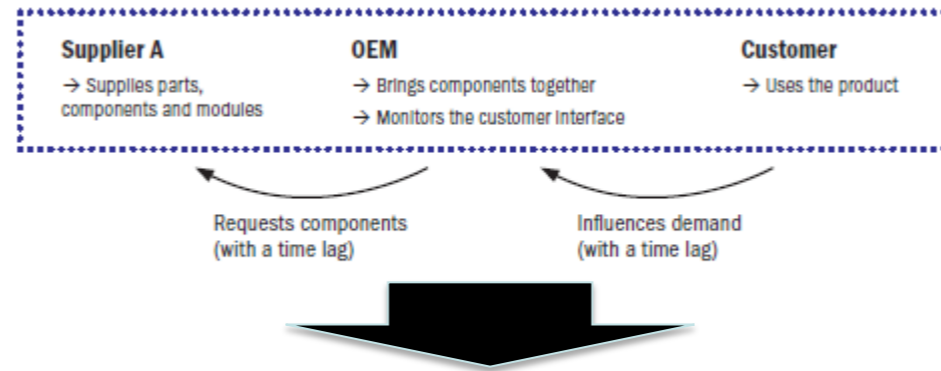 Supplier A
→ Supplies parts,
components and modules
OEM
→ Brings components together
→ Monitors the customer interface
Customer
→ Uses the product
Requests components
(with a time lag)
Influences demand
(with a time lag)